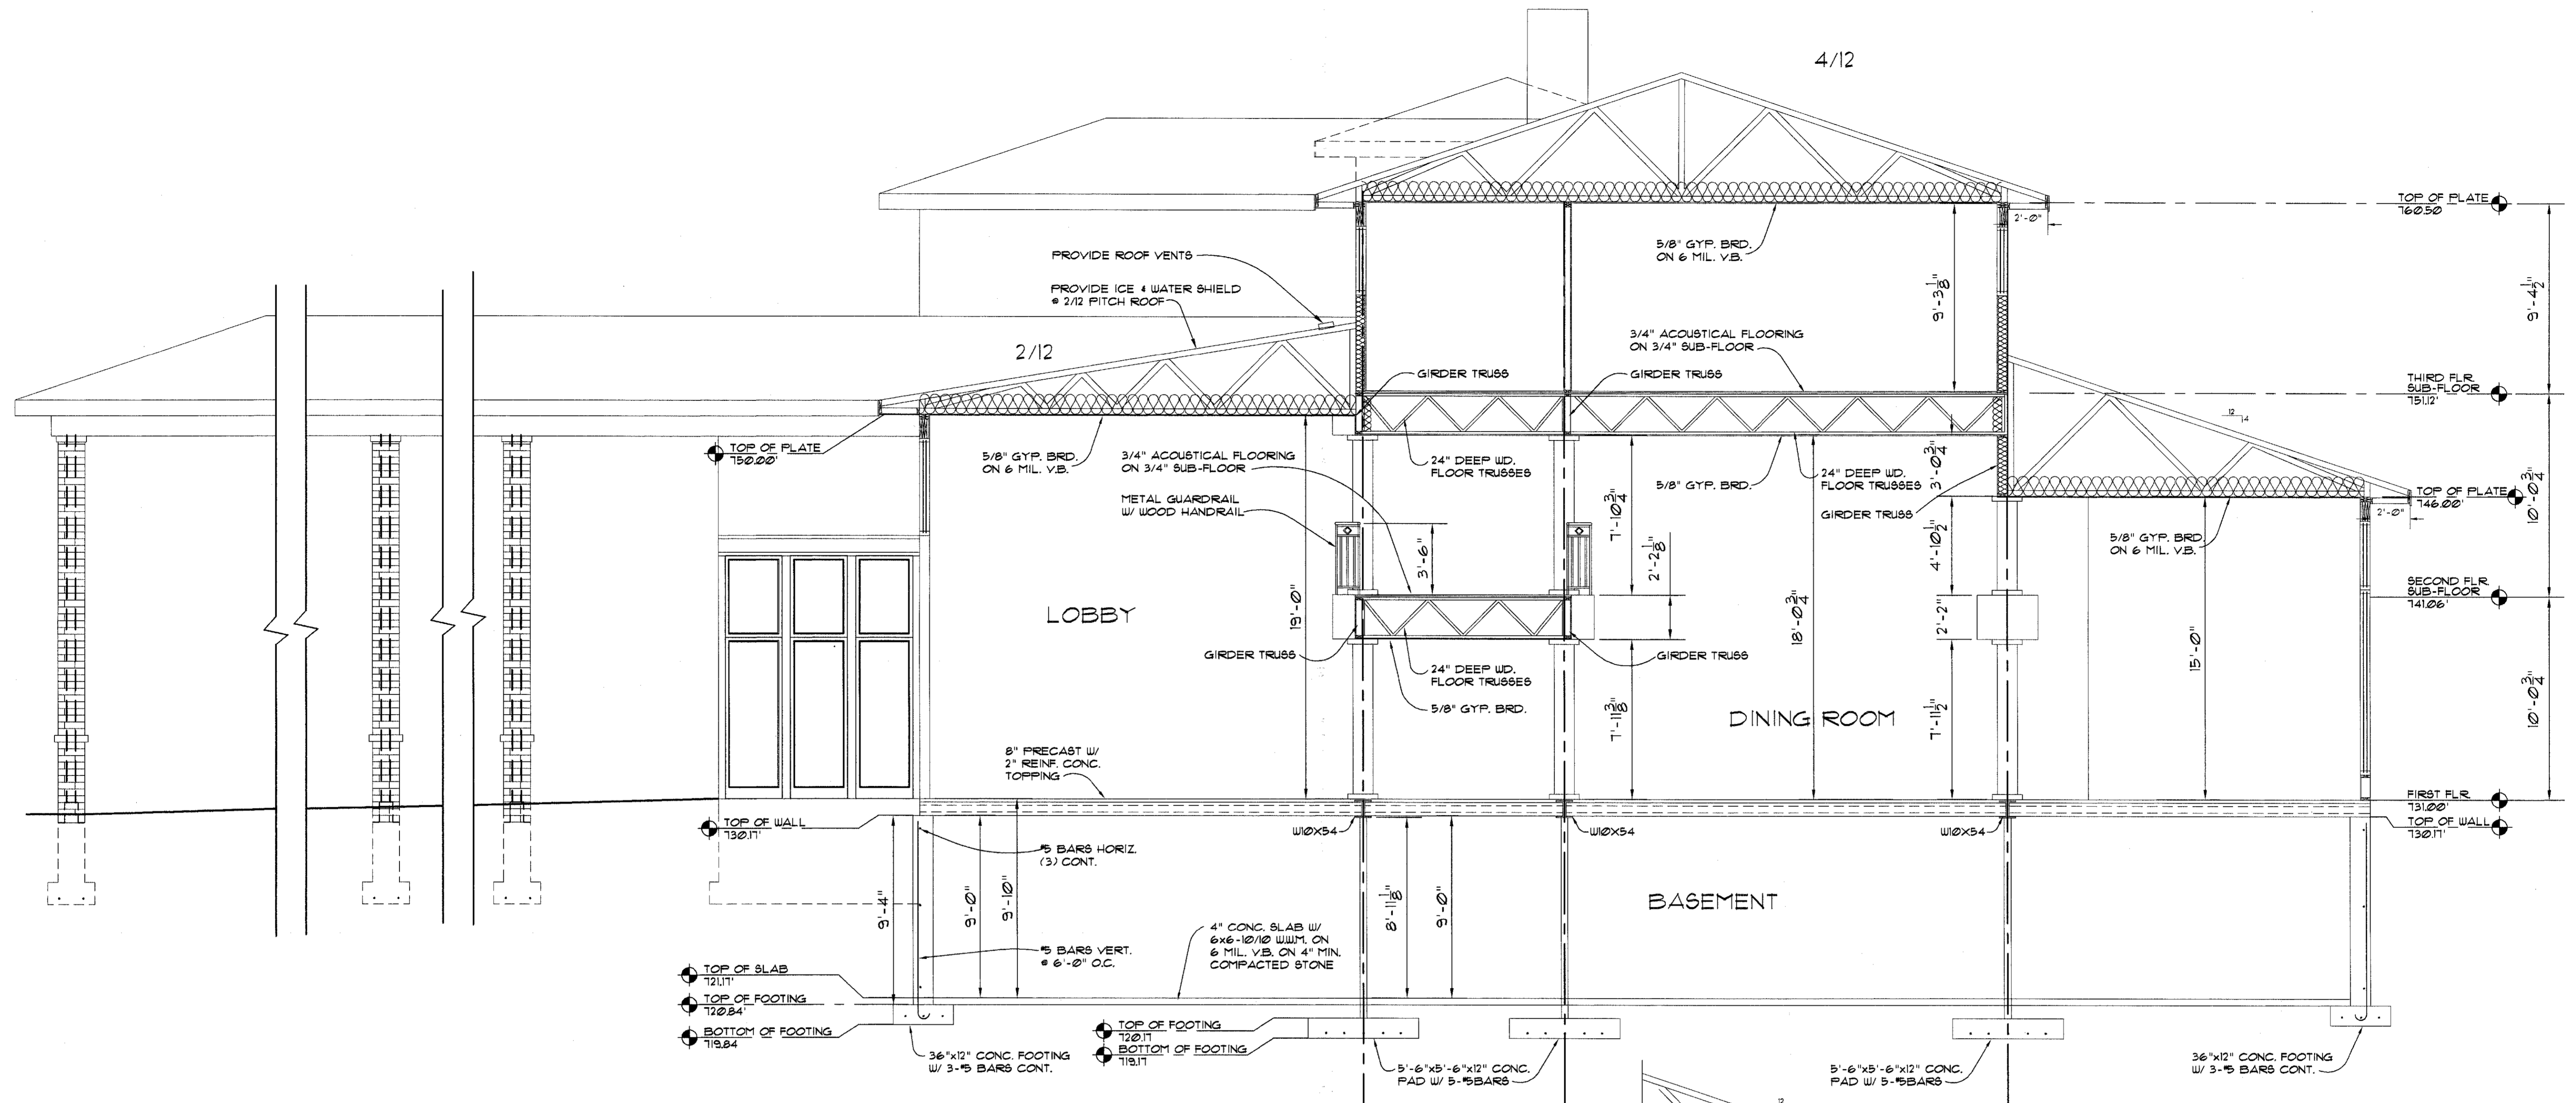 4/12
TOP OF PLATE
760.50
2'-0"
5/8" GYP. BRD.
ON 6 MIL. V.B.
9'-3 1/8"
9'-4 1/2"
PROVIDE ROOF VENTS
PROVIDE ICE & WATER SHIELD
@ 2/12 PITCH ROOF
2/12
3/4" ACOUSTICAL FLOORING
ON 3/4" SUB-FLOOR
GIRDER TRUSS
GIRDER TRUSS
THIRD FLR.
SUB-FLOOR
751.12'
12
4
TOP OF PLATE
750.00'
5/8" GYP. BRD.
ON 6 MIL. V.B.
3/4" ACOUSTICAL FLOORING
ON 3/4" SUB-FLOOR
24" DEEP WD.
FLOOR TRUSSES
5/8" GYP. BRD.
24" DEEP WD.
FLOOR TRUSSES
3'-0 3/4"
METAL GUARDRAIL
W/ WOOD HANDRAIL
GIRDER TRUSS
TOP OF PLATE
746.00'
2'-0"
10'-0 3/4"
7'-10 3/4"
3'-6"
2'-2 1/8"
4'-10 1/2"
5/8" GYP. BRD.
ON 6 MIL. V.B.
SECOND FLR.
SUB-FLOOR
741.06'
LOBBY
19'-0"
18'-0 3/4"
2'-2"
15'-0"
GIRDER TRUSS
GIRDER TRUSS
24" DEEP WD.
FLOOR TRUSSES
5/8" GYP. BRD.
7'-11 3/8"
DINING ROOM
7'-11 1/2"
10'-0 3/4"
8" PRECAST W/
2" REINF. CONC.
TOPPING
FIRST FLR.
731.00'
TOP OF WALL
730.17'
TOP OF WALL
730.17'
W10X54
W10X54
W10X54
#5 BARS HORIZ.
(3) CONT.
9'-4"
9'-0"
9'-10"
8'-11 1/8"
9'-0"
BASEMENT
4" CONC. SLAB W/
6x6-10/10 W.W.M. ON
6 MIL. V.B. ON 4" MIN.
COMPACTED STONE
#5 BARS VERT.
@ 6'-0" O.C.
TOP OF SLAB
721.17'
TOP OF FOOTING
720.84'
BOTTOM OF FOOTING
719.84
TOP OF FOOTING
720.17
BOTTOM OF FOOTING
719.17
36"x12" CONC. FOOTING
W/ 3-#5 BARS CONT.
5'-6"x5'-6"x12" CONC.
PAD W/ 5-#5BARS
5'-6"x5'-6"x12" CONC.
PAD W/ 5-#5BARS
36"x12" CONC. FOOTING
W/ 3-#5 BARS CONT.
12